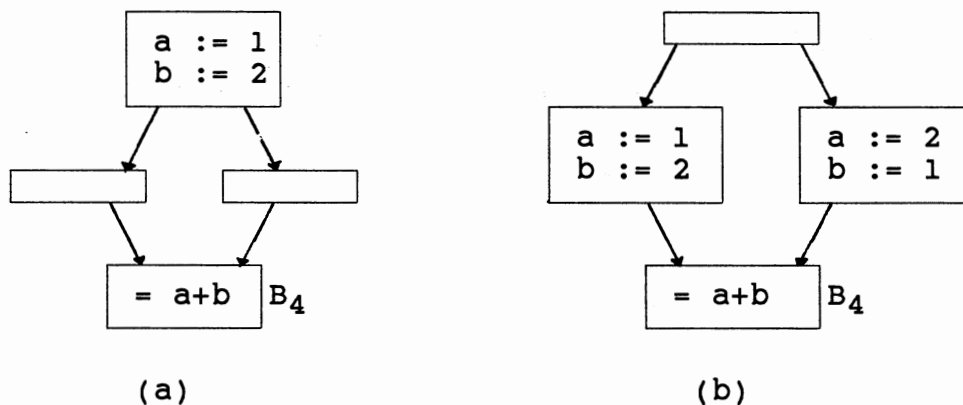 a := 1
b := 2
= a+b B4
(a)
a := 1
b := 2
a := 2
b := 1
= a+b B4
(b)